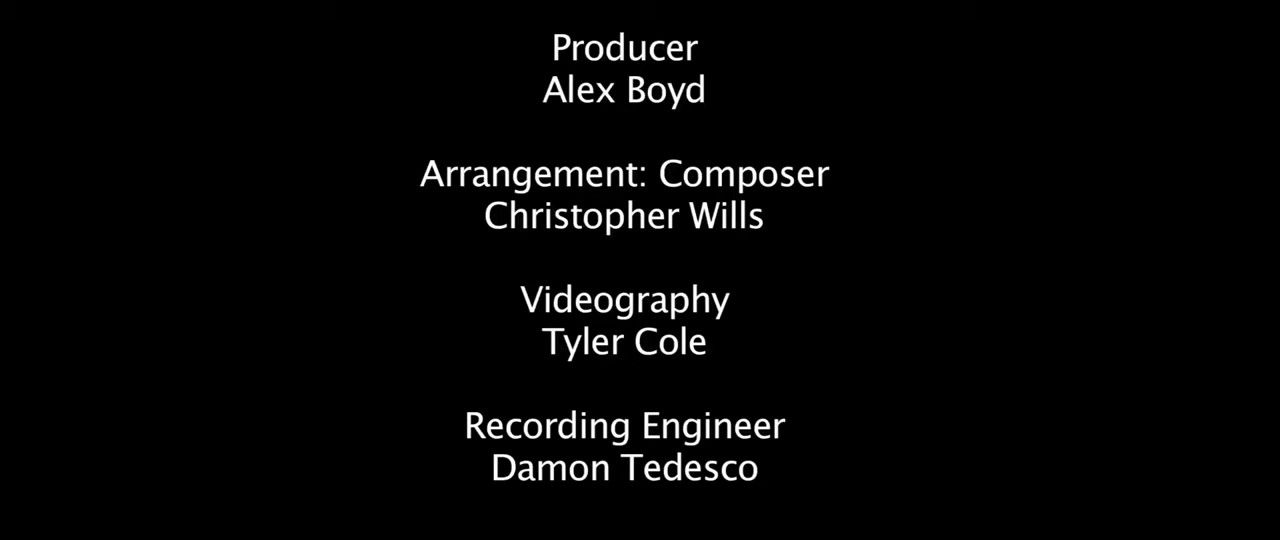 Producer
Alex Boyd
Arrangement: Composer
Christopher Wills
Videography
Tyler Cole
Recording Engineer
Damon Tedesco